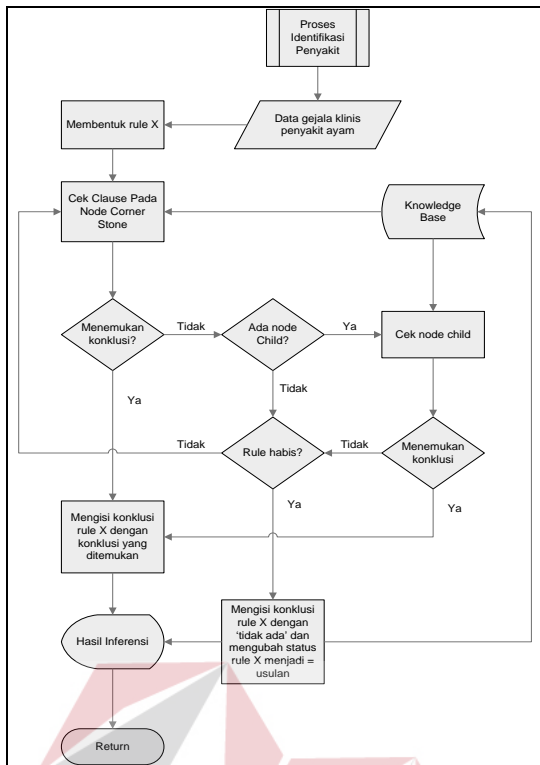 Proses
Identifikasi
Penyakit
Data gejala klinis
penyakit ayam
Membentuk rule X
Cek Clause Pada
Node Corner
Stone
Knowledge
Base
Menemukan
konklusi?
Tidak
Ada node
Child?
Ya
Cek node child
Ya
Tidak
Tidak
Rule habis?
Tidak
Menemukan
konklusi
Ya
Ya
Mengisi konklusi
rule X dengan
konklusi yang
ditemukan
Mengisi konklusi
rule X dengan
‘tidak ada’ dan
mengubah status
rule X menjadi =
usulan
Hasil Inferensi
Return